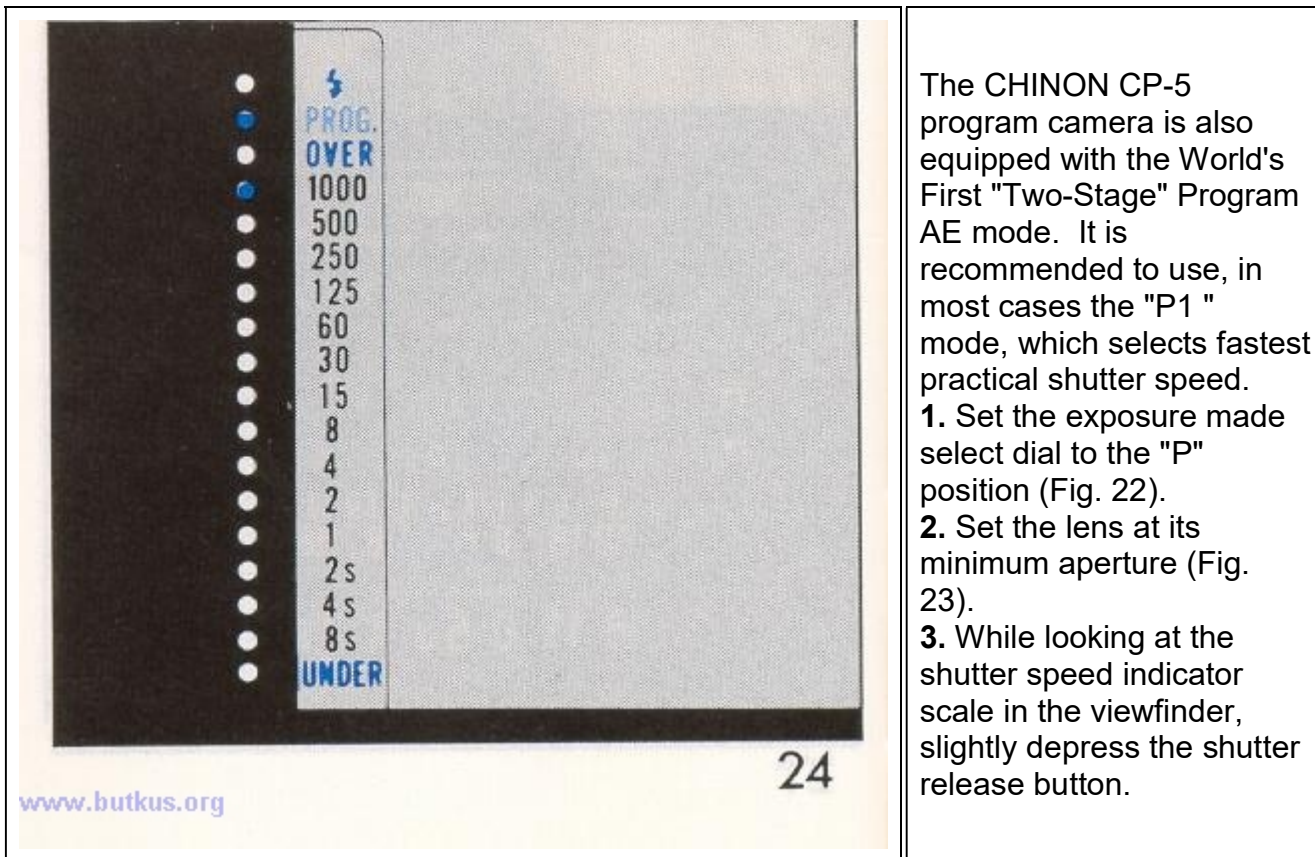 PROG.
OVER
1000
500
250
125
60
30
15
8
4
2
1
2s
4s
8s
UNDER
24
www.butkus.org
The CHINON CP-5
program camera is also
equipped with the World's
First "Two-Stage" Program
AE mode. It is
recommended to use, in
most cases the "P1 "
mode, which selects fastest
practical shutter speed.
1. Set the exposure made
select dial to the "P"
position (Fig. 22).
2. Set the lens at its
minimum aperture (Fig.
23).
3. While looking at the
shutter speed indicator
scale in the viewfinder,
slightly depress the shutter
release button.